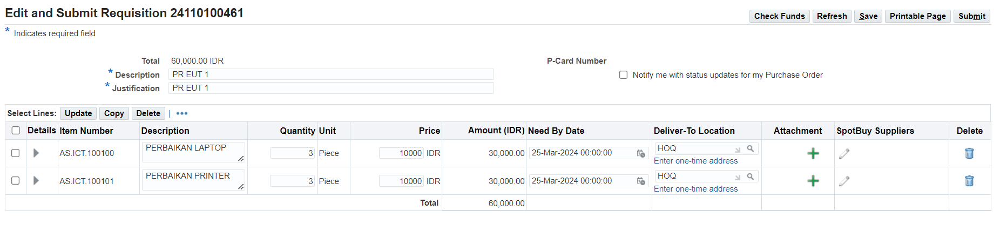 Edit and Submit Requisition 24110100461
Check Funds Refresh Save Printable Page Submit
* Indicates required field
Total 60,000.00 IDR P-Card Number
* Description PR EUT 1 Notify me with status updates for my Purchase Order
* Justification PR EUT 1
Select Lines: Update Copy Delete | •••
Details Item Number Description Quantity Unit Price Amount (IDR) Need By Date Deliver-To Location Attachment SpotBuy Suppliers Delete
AS.ICT.100100 PERBAIKAN LAPTOP 3 Piece 10000 IDR 30,000.00 25-Mar-2024 00:00:00 HOQ
Enter one-time address
AS.ICT.100101 PERBAIKAN PRINTER 3 Piece 10000 IDR 30,000.00 25-Mar-2024 00:00:00 HOQ
Enter one-time address
Total 60,000.00